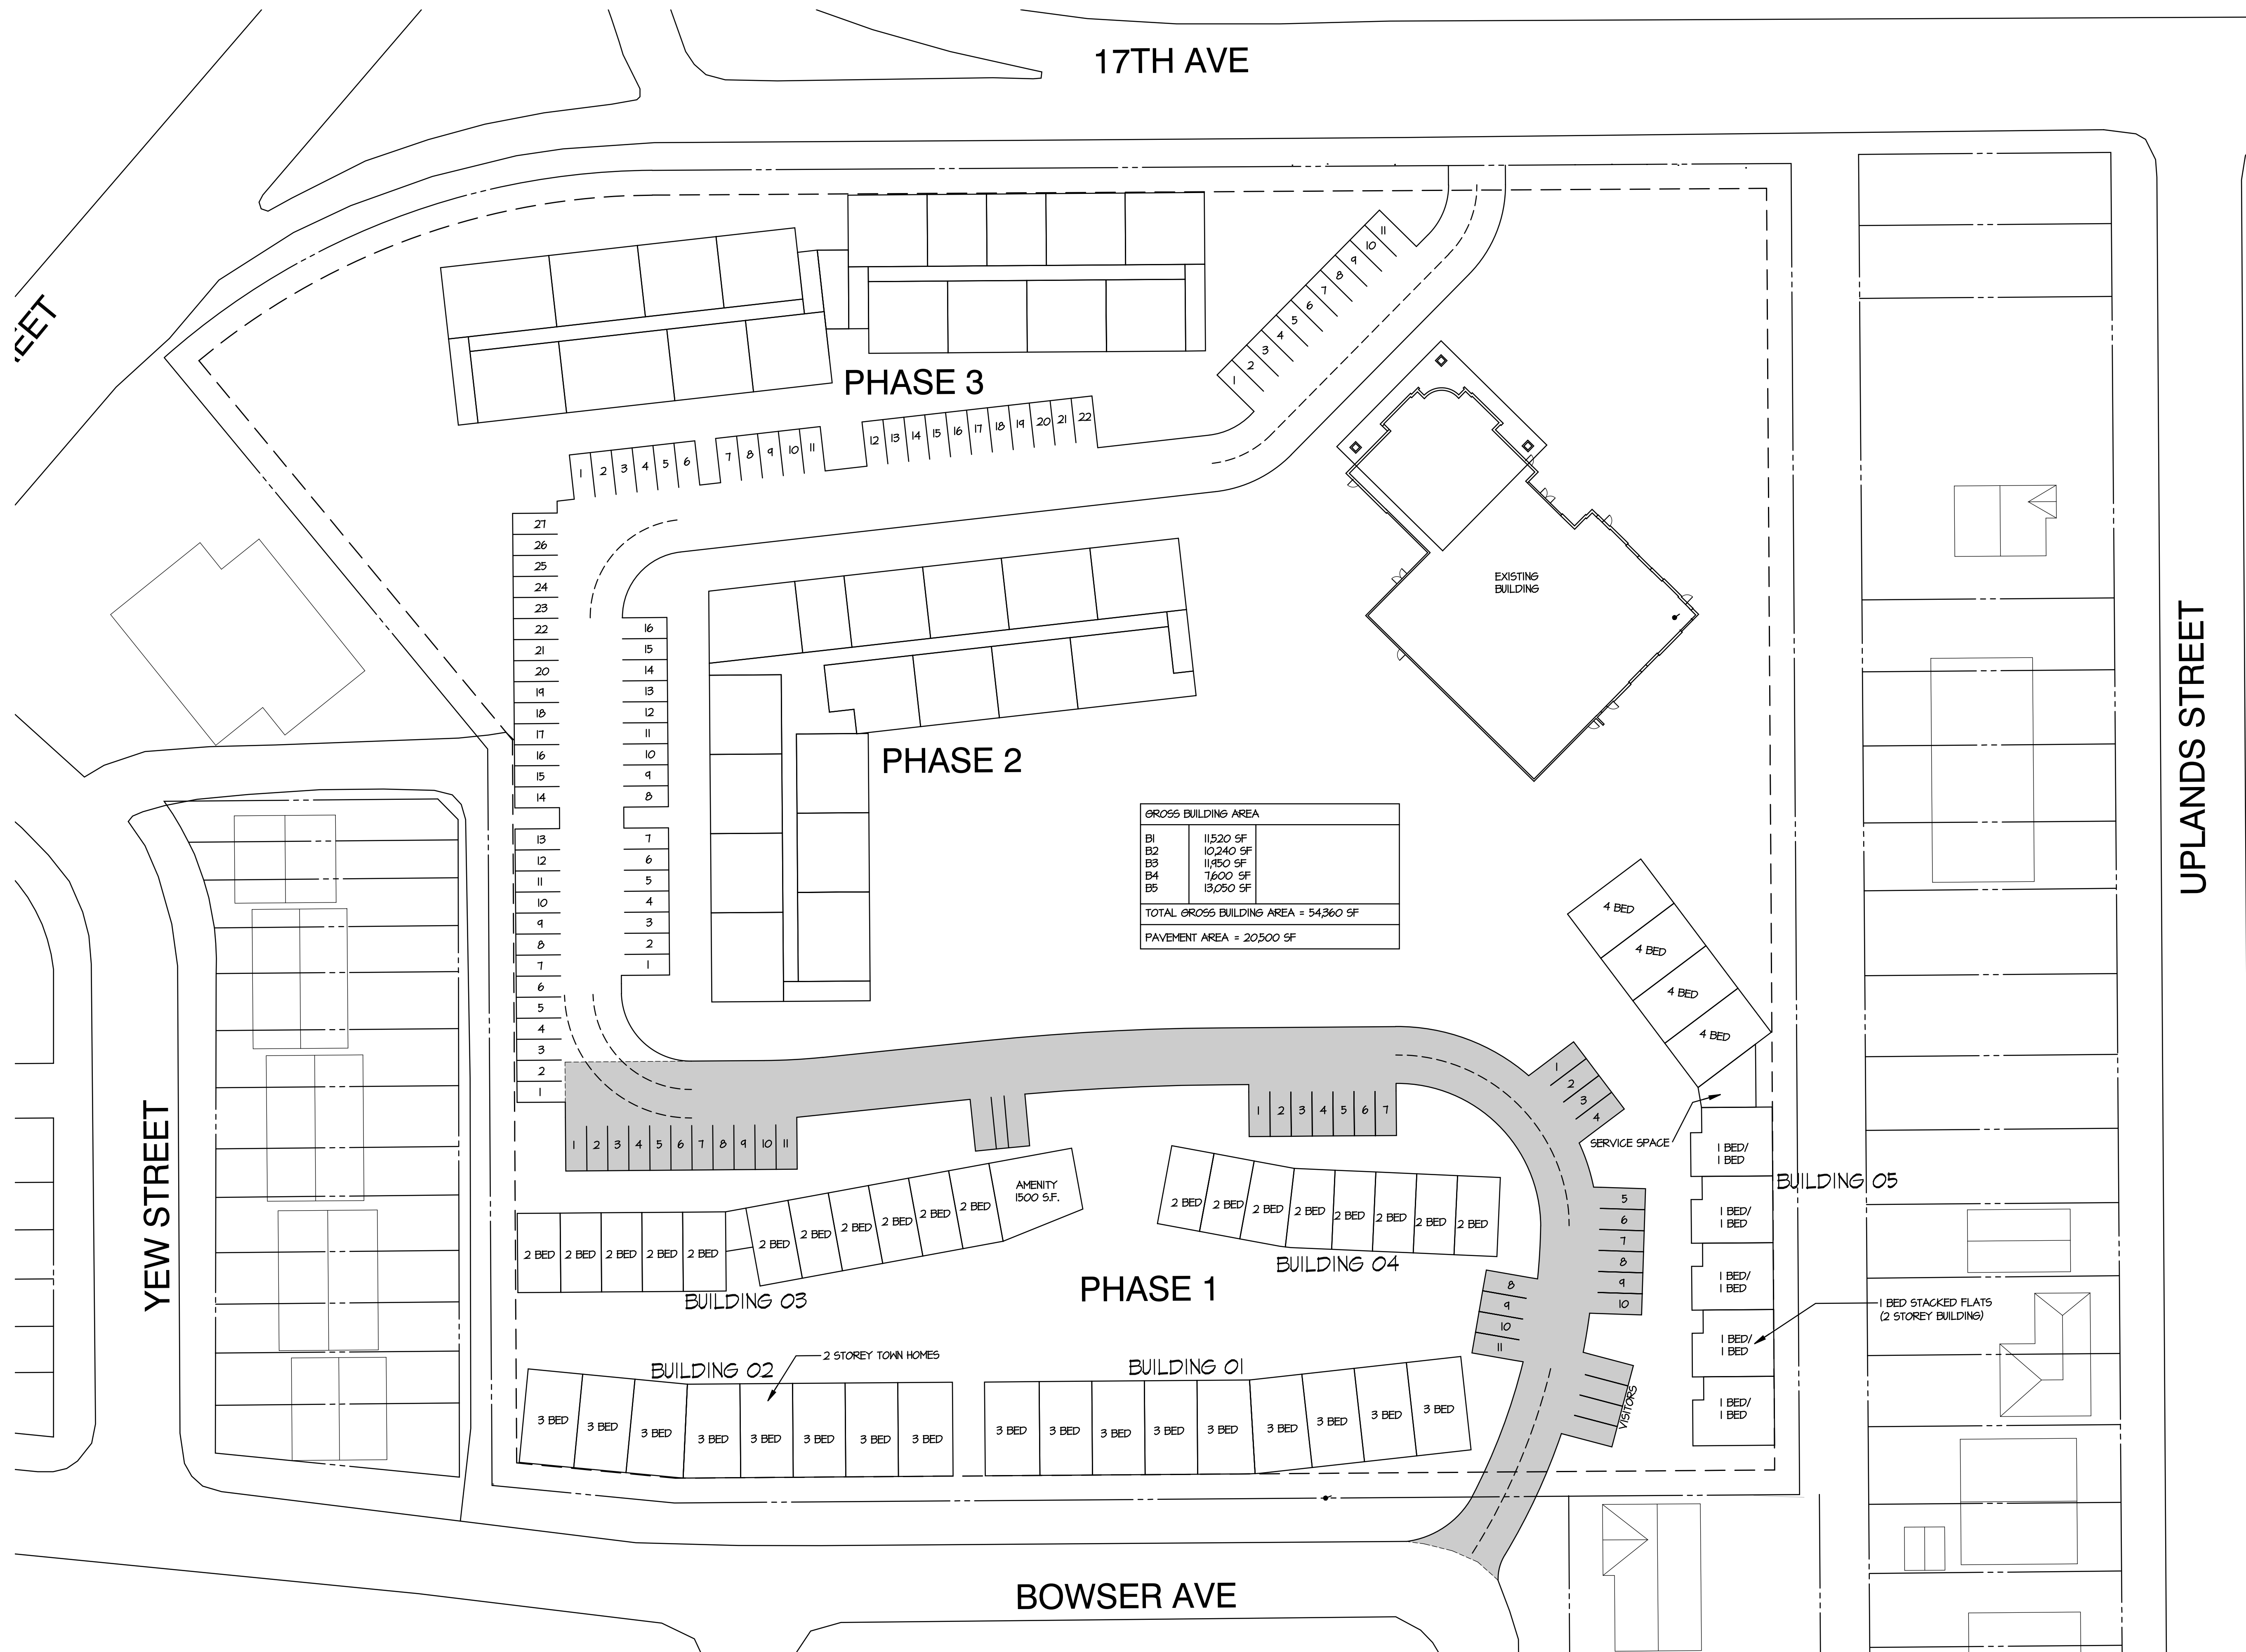 17TH AVE
EET
11
10
9
8
7
6
5
4
3
2
1
PHASE 3
1 2 3 4 5 6 7 8 9 10 11 12 13 14 15 16 17 18 19 20 21 22
27
26
25
24
23
22
21
20
19
18
17
16
15
14
13
12
11
10
9
8
7
6
5
4
3
2
1
16
15
14
13
12
11
10
9
8
7
6
5
4
3
2
1
EXISTING
BUILDING
PHASE 2
UPLANDS STREET
GROSS BUILDING AREA
B1 11,520 SF
B2 10,240 SF
B3 11,950 SF
B4 7,600 SF
B5 13,050 SF
TOTAL GROSS BUILDING AREA = 54,360 SF
PAVEMENT AREA = 20,500 SF
4 BED
4 BED
4 BED
4 BED
1
2
3
4
1 2 3 4 5 6 7
1 2 3 4 5 6 7 8 9 10 11
SERVICE SPACE
1 BED/
1 BED
BUILDING 05
1 BED/
1 BED
1 BED/
1 BED
1 BED/
1 BED
1 BED/
1 BED
1 BED STACKED FLATS
(2 STOREY BUILDING)
5
6
7
8
9
10
8
9
10
11
VISITORS
YEW STREET
AMENITY
1500 S.F.
2 BED 2 BED 2 BED 2 BED 2 BED 2 BED 2 BED 2 BED 2 BED 2 BED 2 BED
BUILDING 03
2 BED 2 BED 2 BED 2 BED 2 BED 2 BED 2 BED 2 BED
BUILDING 04
PHASE 1
2 STOREY TOWN HOMES
BUILDING 02
3 BED 3 BED 3 BED 3 BED 3 BED 3 BED 3 BED 3 BED
BUILDING 01
3 BED 3 BED 3 BED 3 BED 3 BED 3 BED 3 BED 3 BED 3 BED
BOWSER AVE